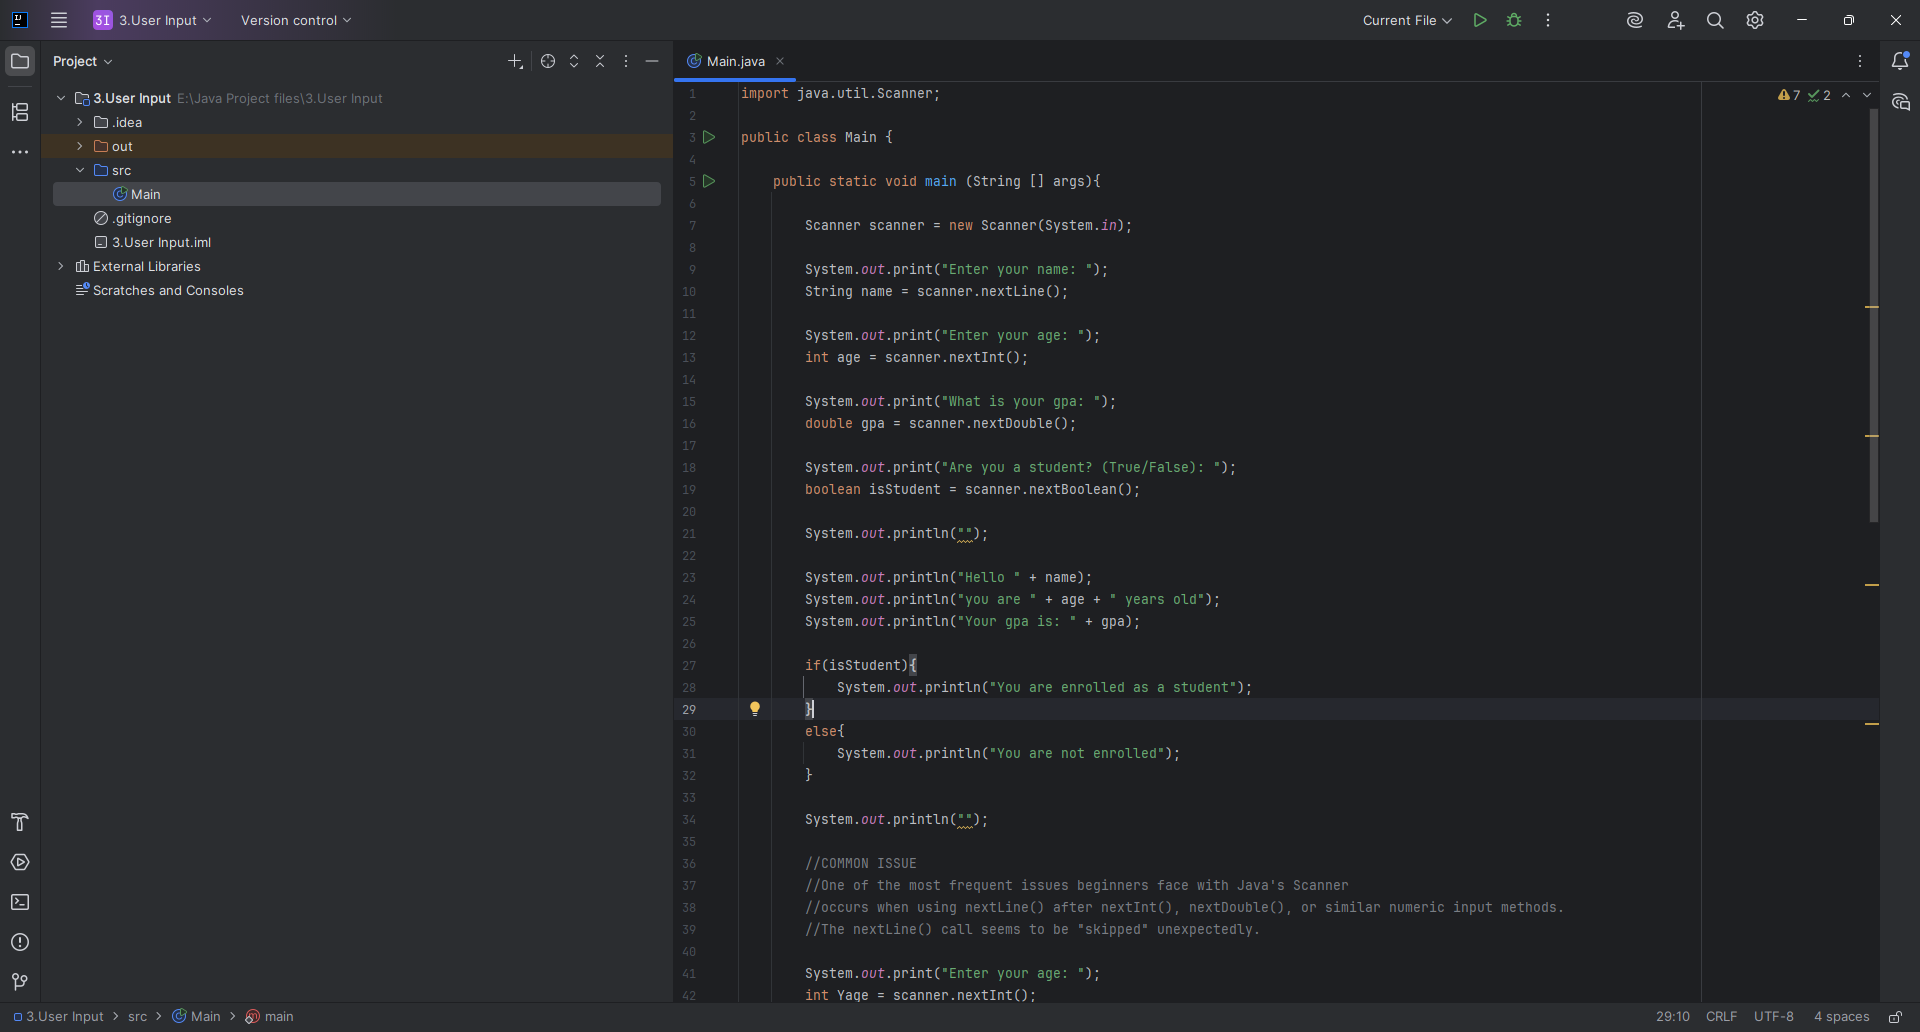 3I 3.User Input Version control Current File
Project
Main.java
3.User Input E:\Java Project files\3.User Input
.idea
out
src
Main
.gitignore
3.User Input.iml
External Libraries
Scratches and Consoles
7 2
1 import java.util.Scanner;
2
3 public class Main {
4
5 public static void main (String [] args){
6
7 Scanner scanner = new Scanner(System.in);
8
9 System.out.print("Enter your name: ");
10 String name = scanner.nextLine();
11
12 System.out.print("Enter your age: ");
13 int age = scanner.nextInt();
14
15 System.out.print("What is your gpa: ");
16 double gpa = scanner.nextDouble();
17
18 System.out.print("Are you a student? (True/False): ");
19 boolean isStudent = scanner.nextBoolean();
20
21 System.out.println("");
22
23 System.out.println("Hello " + name);
24 System.out.println("you are " + age + " years old");
25 System.out.println("Your gpa is: " + gpa);
26
27 if(isStudent){
28 System.out.println("You are enrolled as a student");
29 }
30 else{
31 System.out.println("You are not enrolled");
32 }
33
34 System.out.println("");
35
36 //COMMON ISSUE
37 //One of the most frequent issues beginners face with Java's Scanner
38 //occurs when using nextLine() after nextInt(), nextDouble(), or similar numeric input methods.
39 //The nextLine() call seems to be "skipped" unexpectedly.
40
41 System.out.print("Enter your age: ");
42 int Yage = scanner.nextInt();
3.User Input > src > Main > main 29:10 CRLF UTF-8 4 spaces